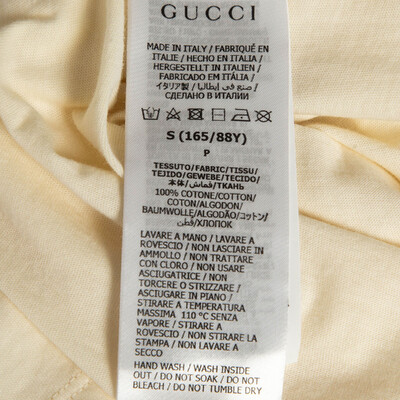 GUCCI
MADE IN ITALY / FABRIQUÉ EN
ITALIE / HECHO EN ITALIA /
HERGESTELLT IN ITALIEN /
FABRICADO EM ITÁLIA /
イタリア製 / صنع في إيطاليا /
СДЕЛАНО В ИТАЛИИ
S (165/88Y)
P
TESSUTO/FABRIC/TISSU/
TEJIDO/GEWEBE/TECIDO/
本体/قماش/ТКАНЬ
100% COTONE/COTTON/
COTON/ALGODON/
BAUMWOLLE/ALGODÃO/コットン/
قطن/ХЛОПОК
LAVARE A MANO / LAVARE A
ROVESCIO / NON LASCIARE IN
AMMOLLO / NON TRATTARE
CON CLORO / NON USARE
ASCIUGATRICE / NON
TORCERE O STRIZZARE /
ASCIUGARE IN PIANO /
STIRARE A TEMPERATURA
MASSIMA 110 °C SENZA
VAPORE / STIRARE A
ROVESCIO / NON STIRARE LA
STAMPA / NON LAVARE A
SECCO
HAND WASH / WASH INSIDE
OUT / DO NOT SOAK / DO NOT
BLEACH / DO NOT TUMBLE DRY